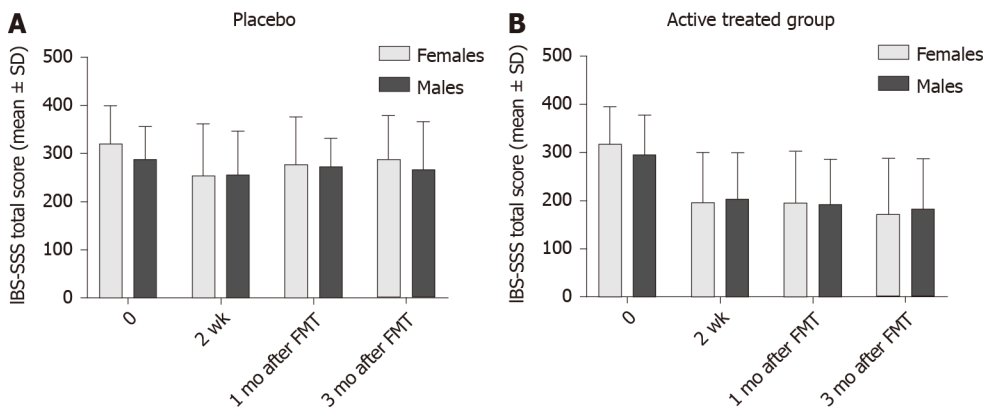 A
Placebo
IBS-SSS total score (mean ± SD)
500
400
300
200
100
0
Females
Males
0
2 wk
1 mo after FMT
3 mo after FMT
B
Active treated group
IBS-SSS total score (mean ± SD)
500
400
300
200
100
0
Females
Males
0
2 wk
1 mo after FMT
3 mo after FMT